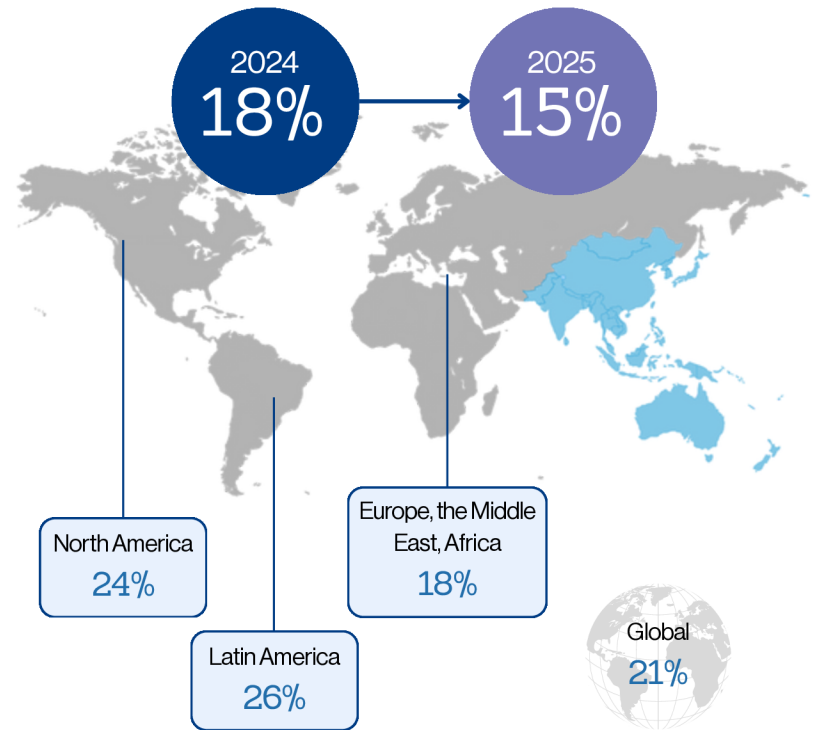 2024
18%
2025
15%
North America
24%
Latin America
26%
Europe, the Middle
East, Africa
18%
Global
21%